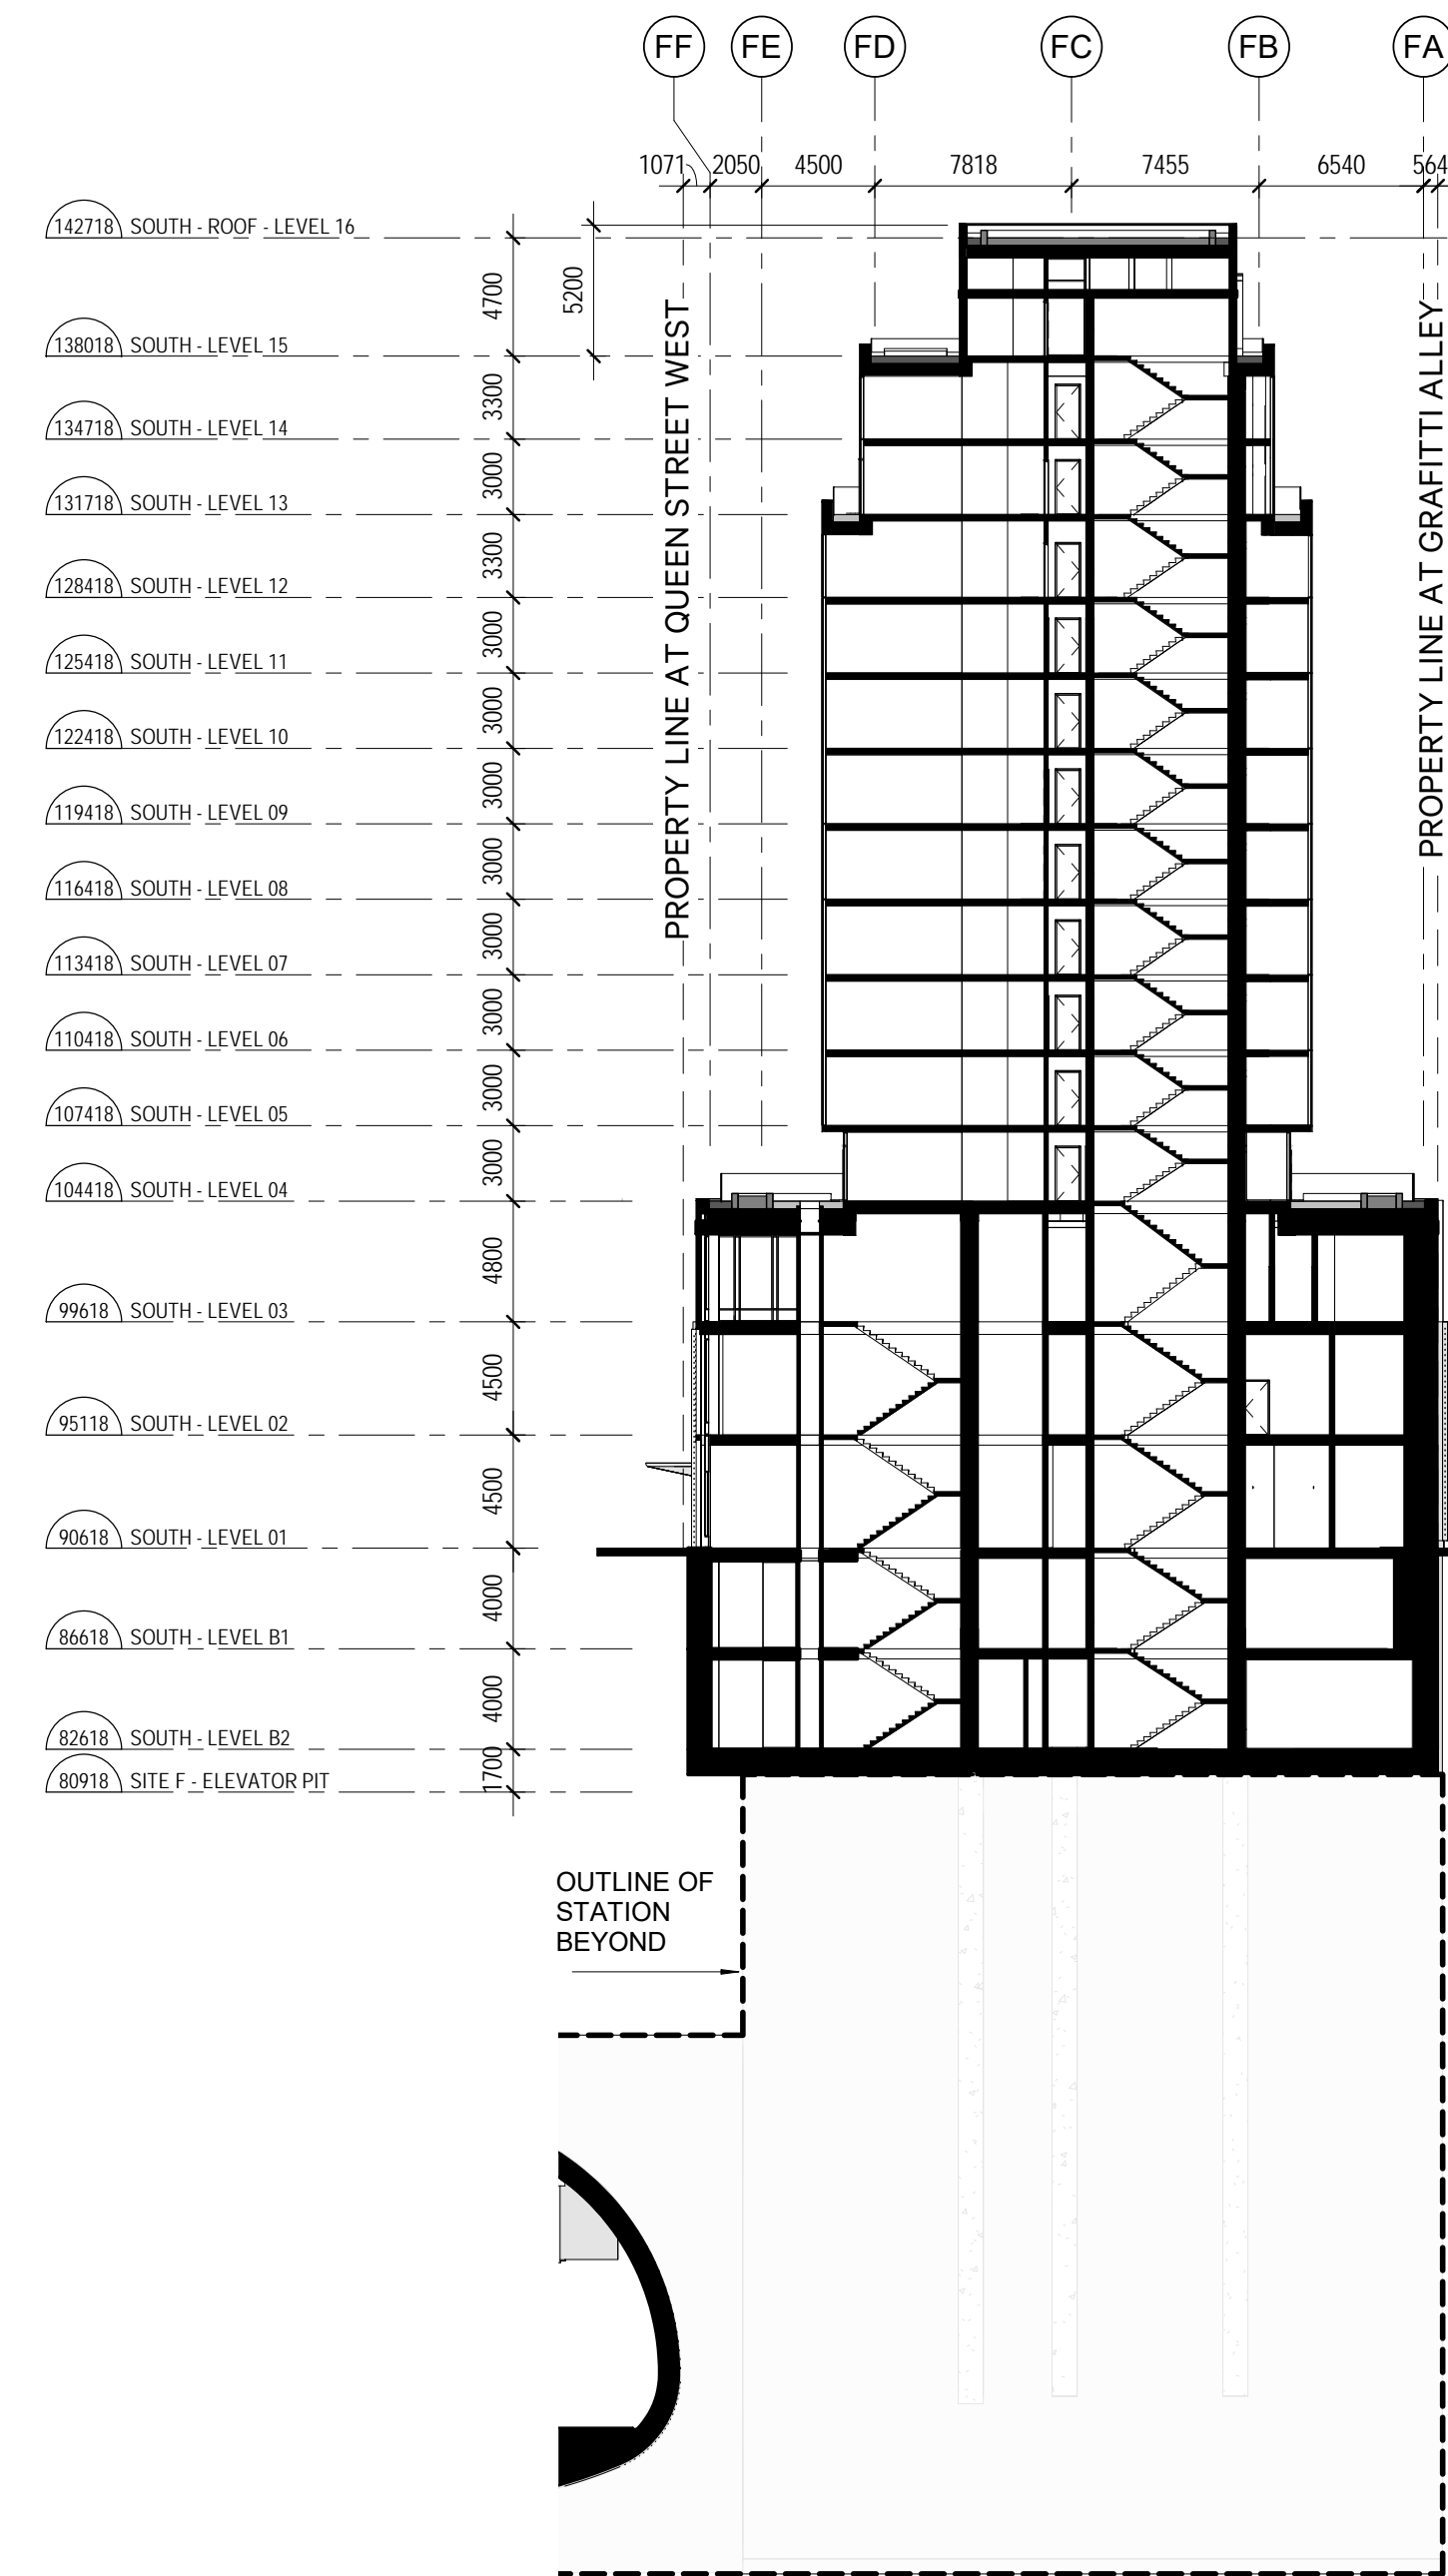 FF FE FD FC FB FA
1071 2050 4500 7818 7455 6540 564
142718 SOUTH - ROOF - LEVEL 16
4700
5200
138018 SOUTH - LEVEL 15
3300
134718 SOUTH - LEVEL 14
3000
131718 SOUTH - LEVEL 13
3300
128418 SOUTH - LEVEL 12
3000
125418 SOUTH - LEVEL 11
3000
122418 SOUTH - LEVEL 10
3000
119418 SOUTH - LEVEL 09
3000
116418 SOUTH - LEVEL 08
3000
113418 SOUTH - LEVEL 07
3000
110418 SOUTH - LEVEL 06
3000
107418 SOUTH - LEVEL 05
3000
104418 SOUTH - LEVEL 04
4800
99618 SOUTH - LEVEL 03
4500
95118 SOUTH - LEVEL 02
4500
90618 SOUTH - LEVEL 01
4000
86618 SOUTH - LEVEL B1
4000
82618 SOUTH - LEVEL B2
1700
80918 SITE F - ELEVATOR PIT
PROPERTY LINE AT QUEEN STREET WEST
PROPERTY LINE AT GRAFITTI ALLEY
OUTLINE OF
STATION
BEYOND